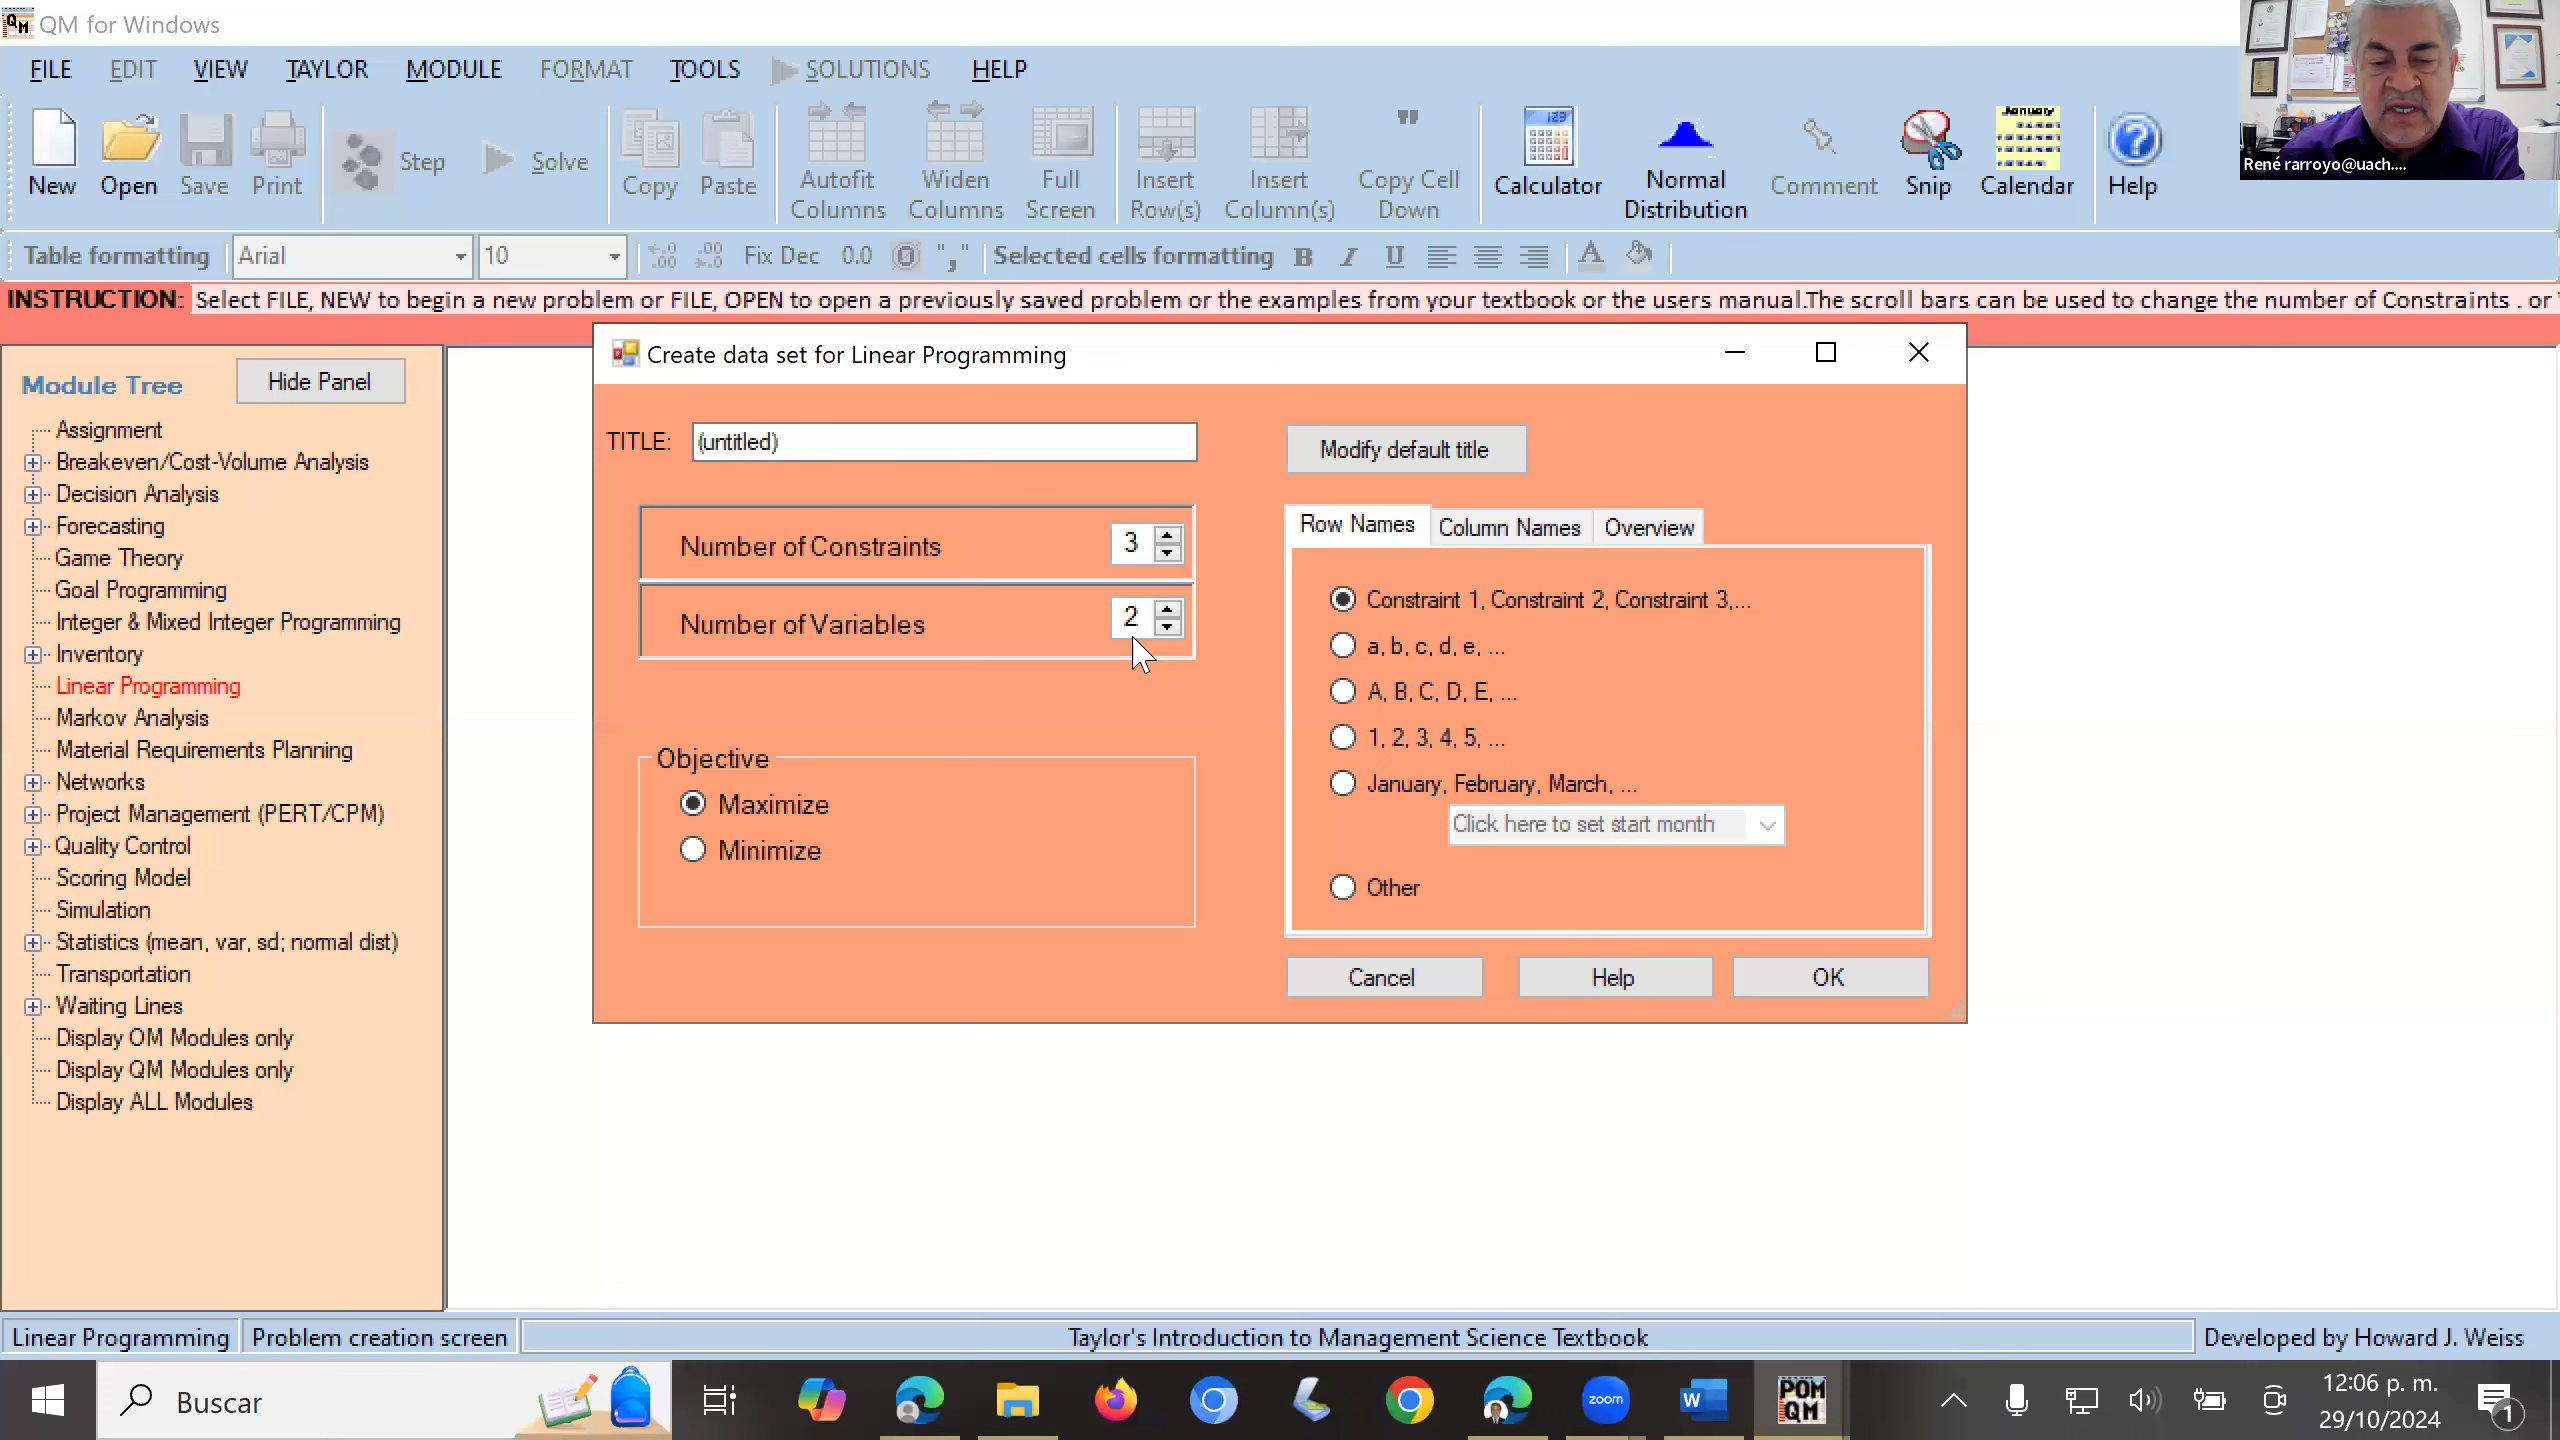 QM for Windows
FILE EDIT VIEW TAYLOR MODULE FORMAT TOOLS SOLUTIONS HELP
New Open Save Print Step Solve Copy Paste Autofit Columns Widen Columns Full Screen Insert Row(s) Insert Column(s) Copy Cell Down Calculator Normal Distribution Comment Snip Calendar Help
René rarroyo@uach....
Table formatting Arial 10 Fix Dec 0.0 Selected cells formatting B I U A
INSTRUCTION: Select FILE, NEW to begin a new problem or FILE, OPEN to open a previously saved problem or the examples from your textbook or the users manual.The scroll bars can be used to change the number of Constraints . or
Module Tree
Hide Panel
Assignment
Breakeven/Cost-Volume Analysis
Decision Analysis
Forecasting
Game Theory
Goal Programming
Integer & Mixed Integer Programming
Inventory
Linear Programming
Markov Analysis
Material Requirements Planning
Networks
Project Management (PERT/CPM)
Quality Control
Scoring Model
Simulation
Statistics (mean, var, sd; normal dist)
Transportation
Waiting Lines
Display OM Modules only
Display QM Modules only
Display ALL Modules
Create data set for Linear Programming
TITLE: (untitled)
Modify default title
Number of Constraints 3
Number of Variables 2
Objective
Maximize
Minimize
Row Names Column Names Overview
Constraint 1, Constraint 2, Constraint 3,...
a, b, c, d, e, ...
A, B, C, D, E, ...
1, 2, 3, 4, 5, ...
January, February, March, ...
Click here to set start month
Other
Cancel Help OK
Linear Programming Problem creation screen Taylor's Introduction to Management Science Textbook Developed by Howard J. Weiss
Buscar
zoom
POM
QM
12:06 p. m.
29/10/2024
1